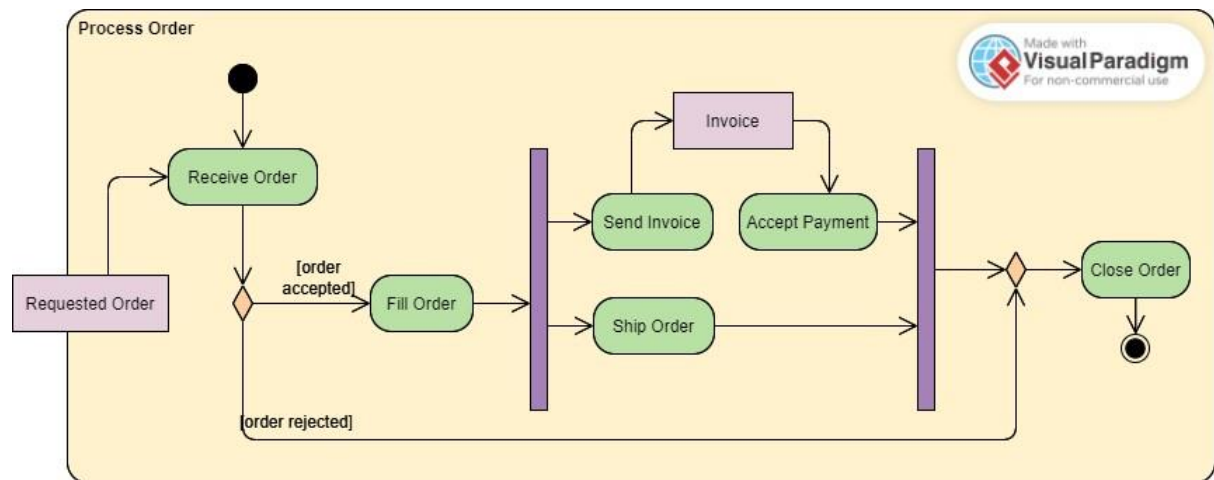 Process Order
Made with
Visual Paradigm
For non-commercial use
Invoice
Receive Order
Send Invoice
Accept Payment
[order
accepted]
Requested Order
Fill Order
Ship Order
Close Order
[order rejected]